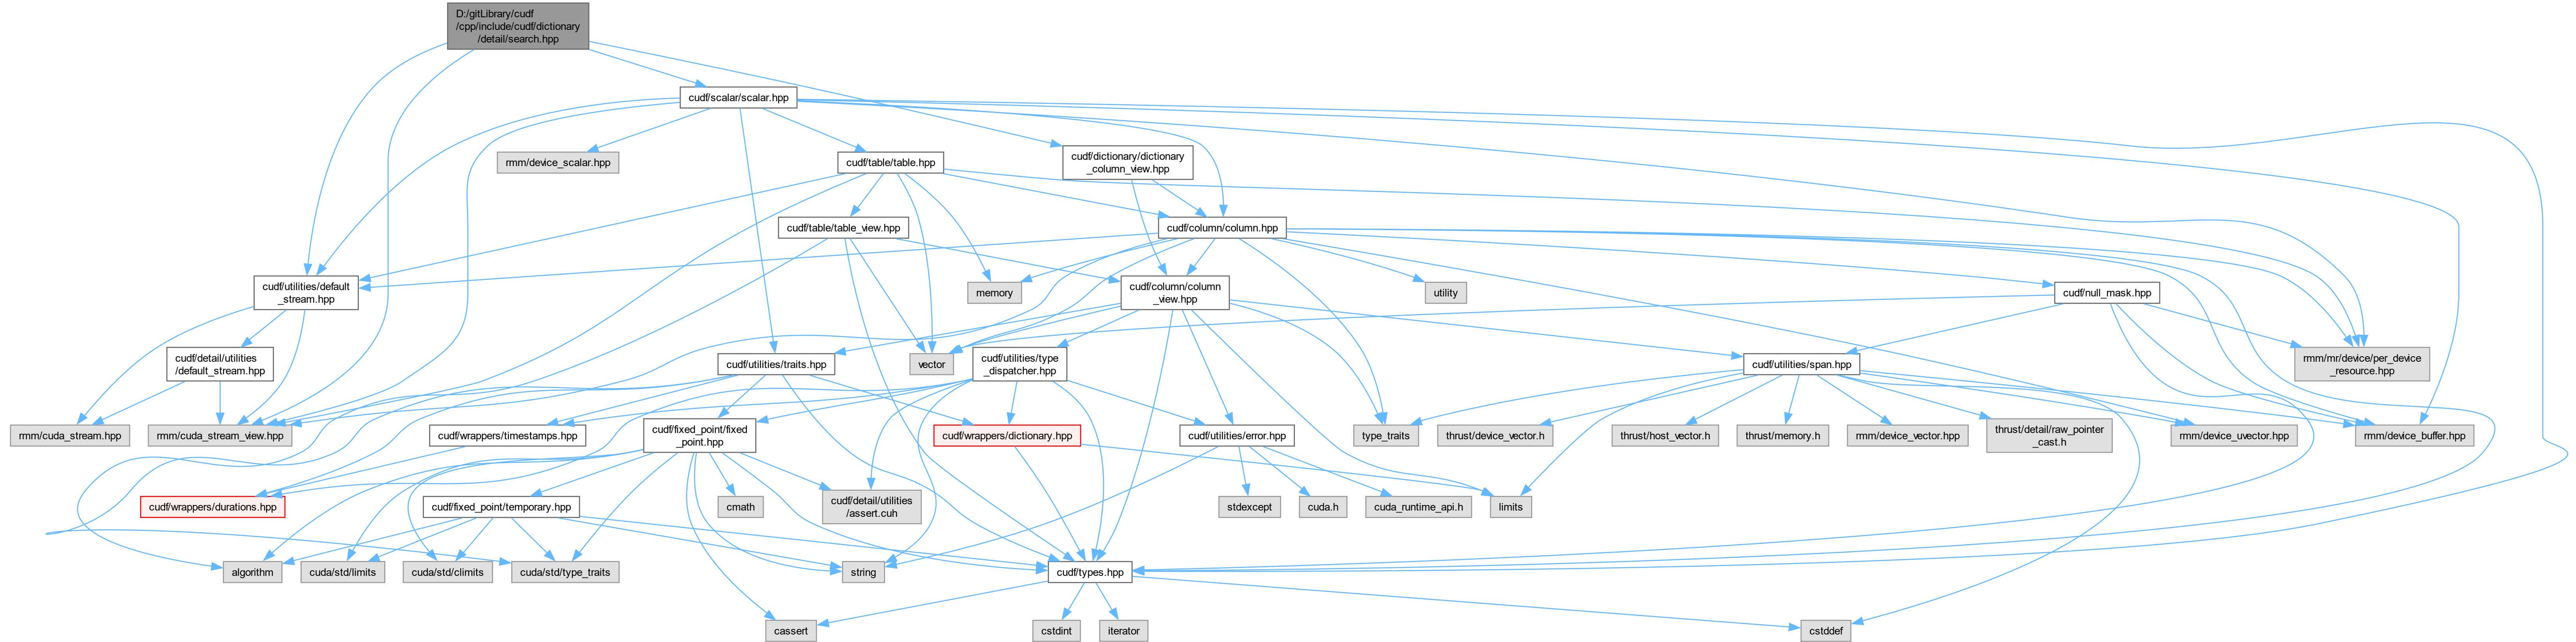 D:/gitLibrary/cudf
/cpp/include/cudf/dictionary
/detail/search.hpp
cudf/scalar/scalar.hpp
rmm/device_scalar.hpp
cudf/table/table.hpp
cudf/dictionary/dictionary
_column_view.hpp
cudf/table/table_view.hpp
cudf/column/column.hpp
cudf/utilities/default
_stream.hpp
memory
cudf/column/column
_view.hpp
utility
cudf/null_mask.hpp
cudf/detail/utilities
/default_stream.hpp
cudf/utilities/traits.hpp
vector
cudf/utilities/type
_dispatcher.hpp
cudf/utilities/span.hpp
rmm/mr/device/per_device
_resource.hpp
rmm/cuda_stream.hpp
rmm/cuda_stream_view.hpp
cudf/wrappers/timestamps.hpp
cudf/fixed_point/fixed
_point.hpp
cudf/wrappers/dictionary.hpp
cudf/utilities/error.hpp
type_traits
thrust/device_vector.h
thrust/host_vector.h
thrust/memory.h
rmm/device_vector.hpp
thrust/detail/raw_pointer
_cast.h
rmm/device_uvector.hpp
rmm/device_buffer.hpp
cudf/wrappers/durations.hpp
cudf/fixed_point/temporary.hpp
cmath
cudf/detail/utilities
/assert.cuh
stdexcept
cuda.h
cuda_runtime_api.h
limits
algorithm
cuda/std/limits
cuda/std/climits
cuda/std/type_traits
string
cudf/types.hpp
cassert
cstdint
iterator
cstddef